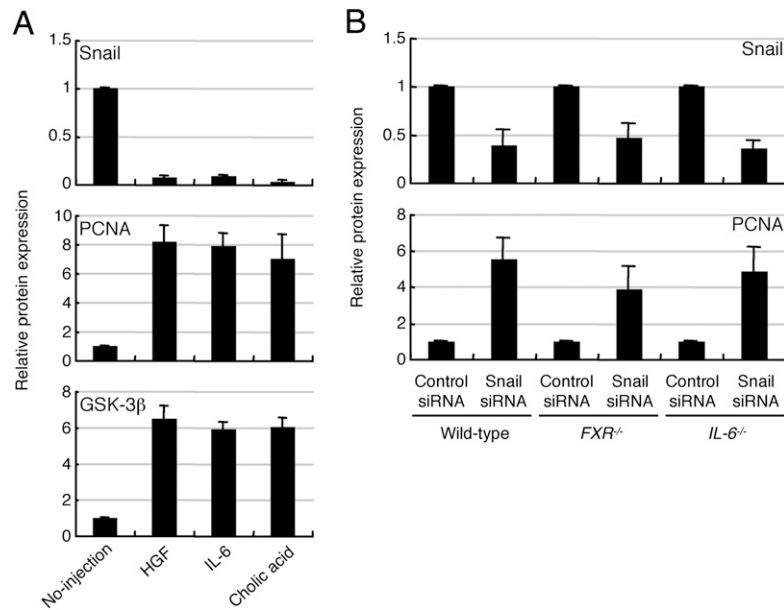 A
Relative protein expression
Snail
1.5
1
0.5
0
PCNA
10
8
6
4
2
0
GSK-3β
8
6
4
2
0
No-injection
HGF
IL-6
Cholic acid
B
Relative protein expression
Snail
1.5
1
0.5
0
PCNA
8
6
4
2
0
Control siRNA
Snail siRNA
Control siRNA
Snail siRNA
Control siRNA
Snail siRNA
Wild-type
FXR-/-
IL-6-/-